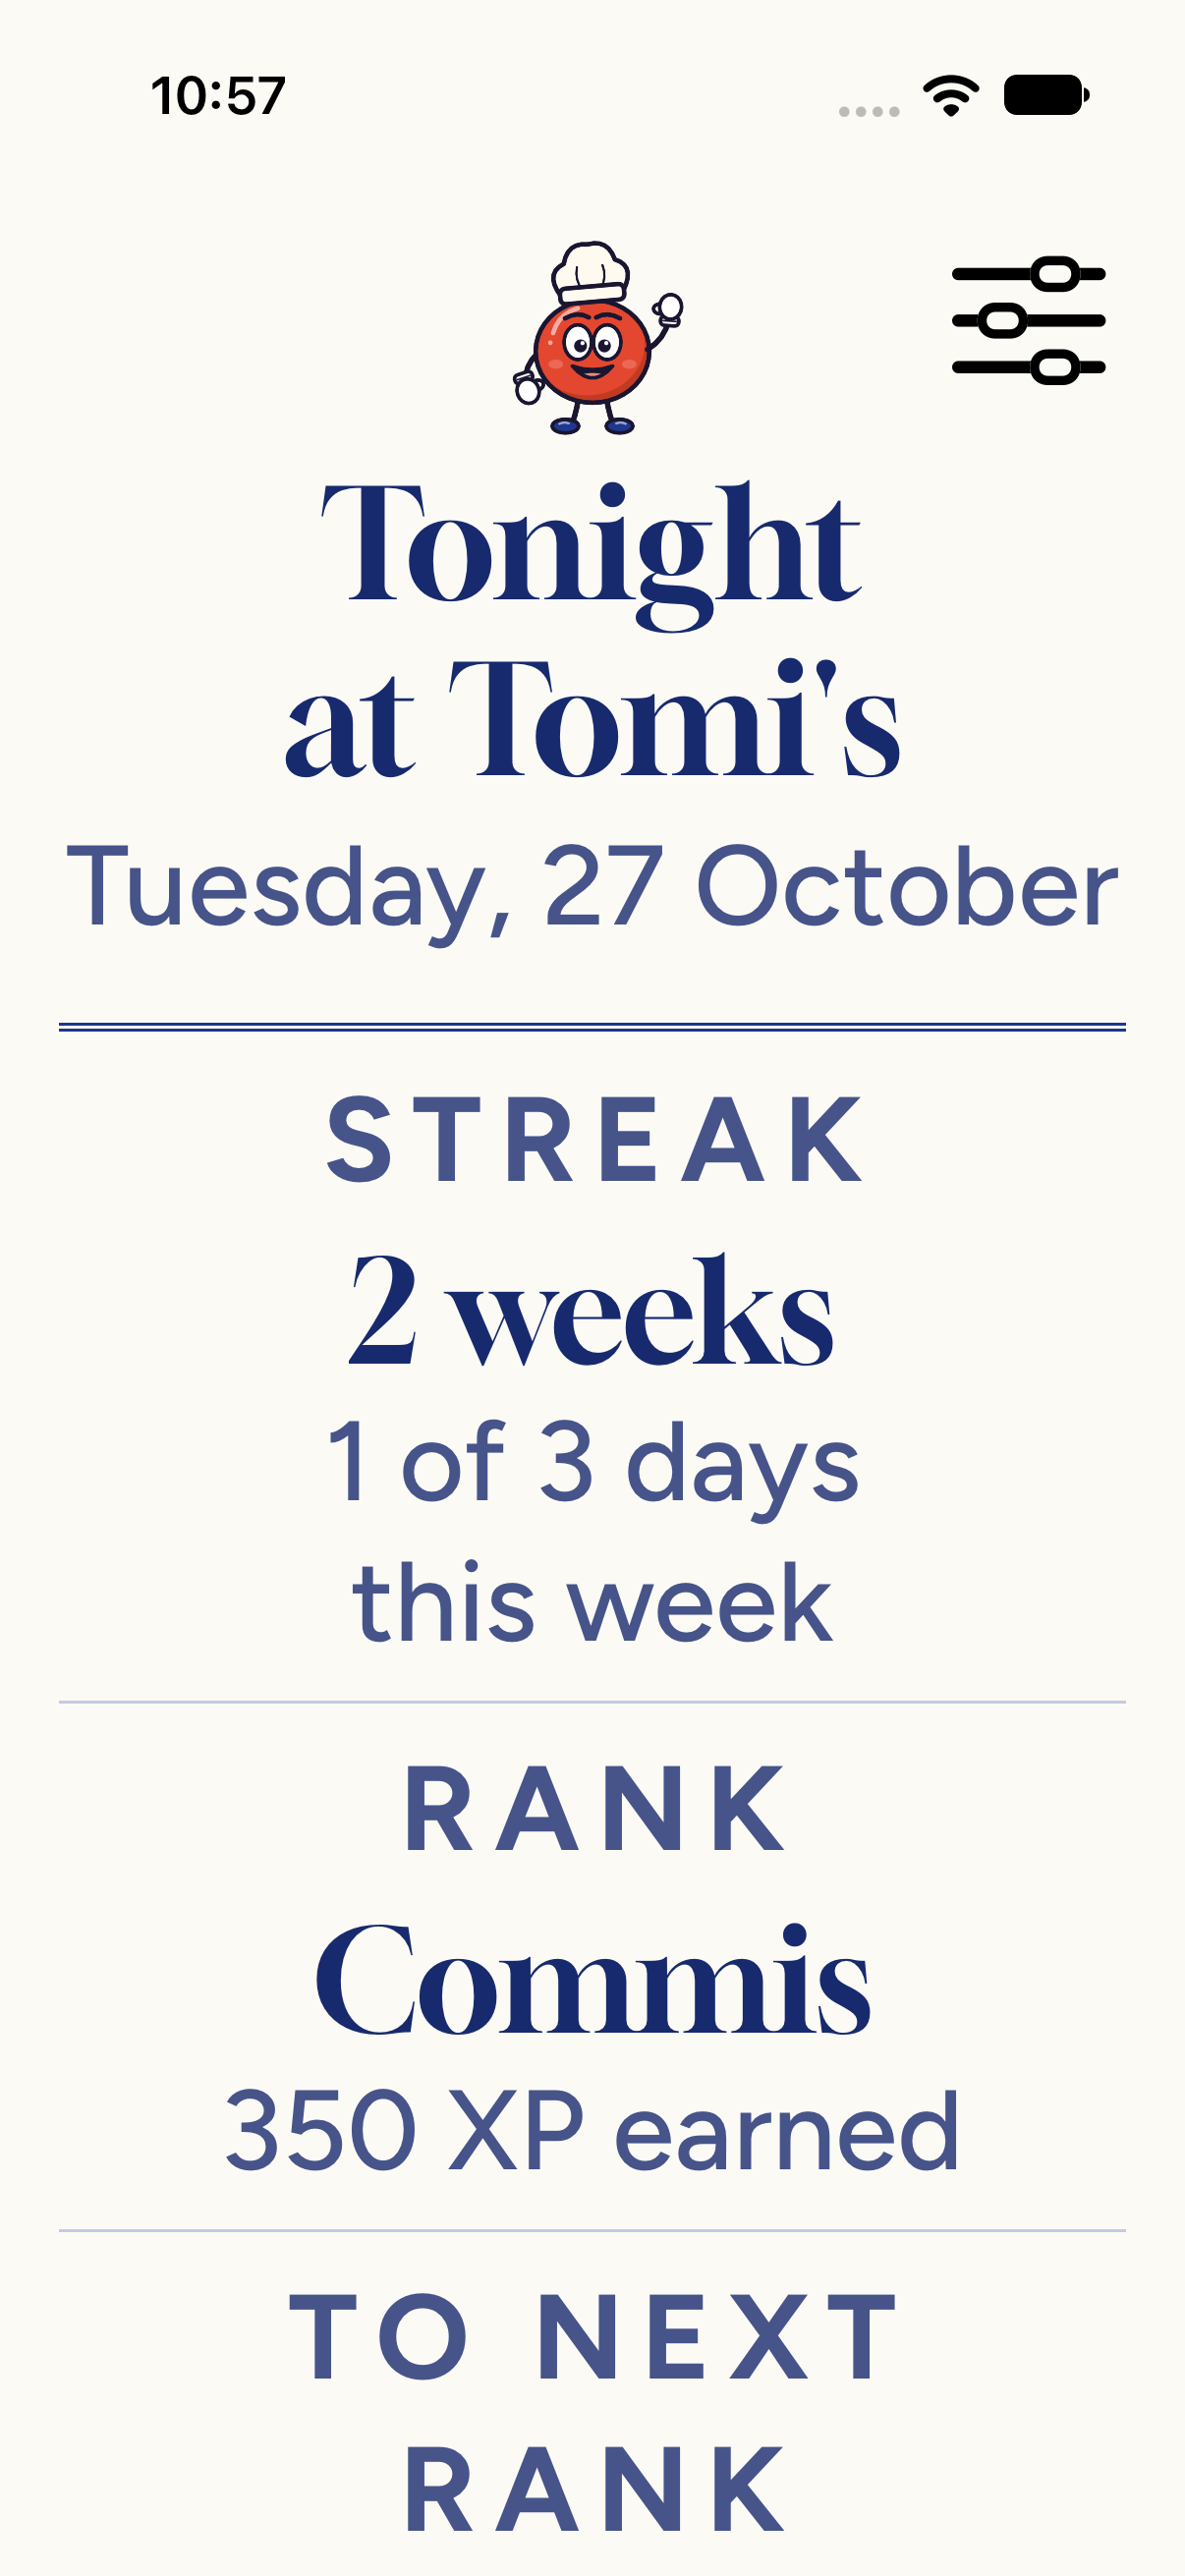 10:57
Tonight
at Tomi's
Tuesday, 27 October
STREAK
2 weeks
1 of 3 days
this week
RANK
Commis
350 XP earned
TO NEXT
RANK